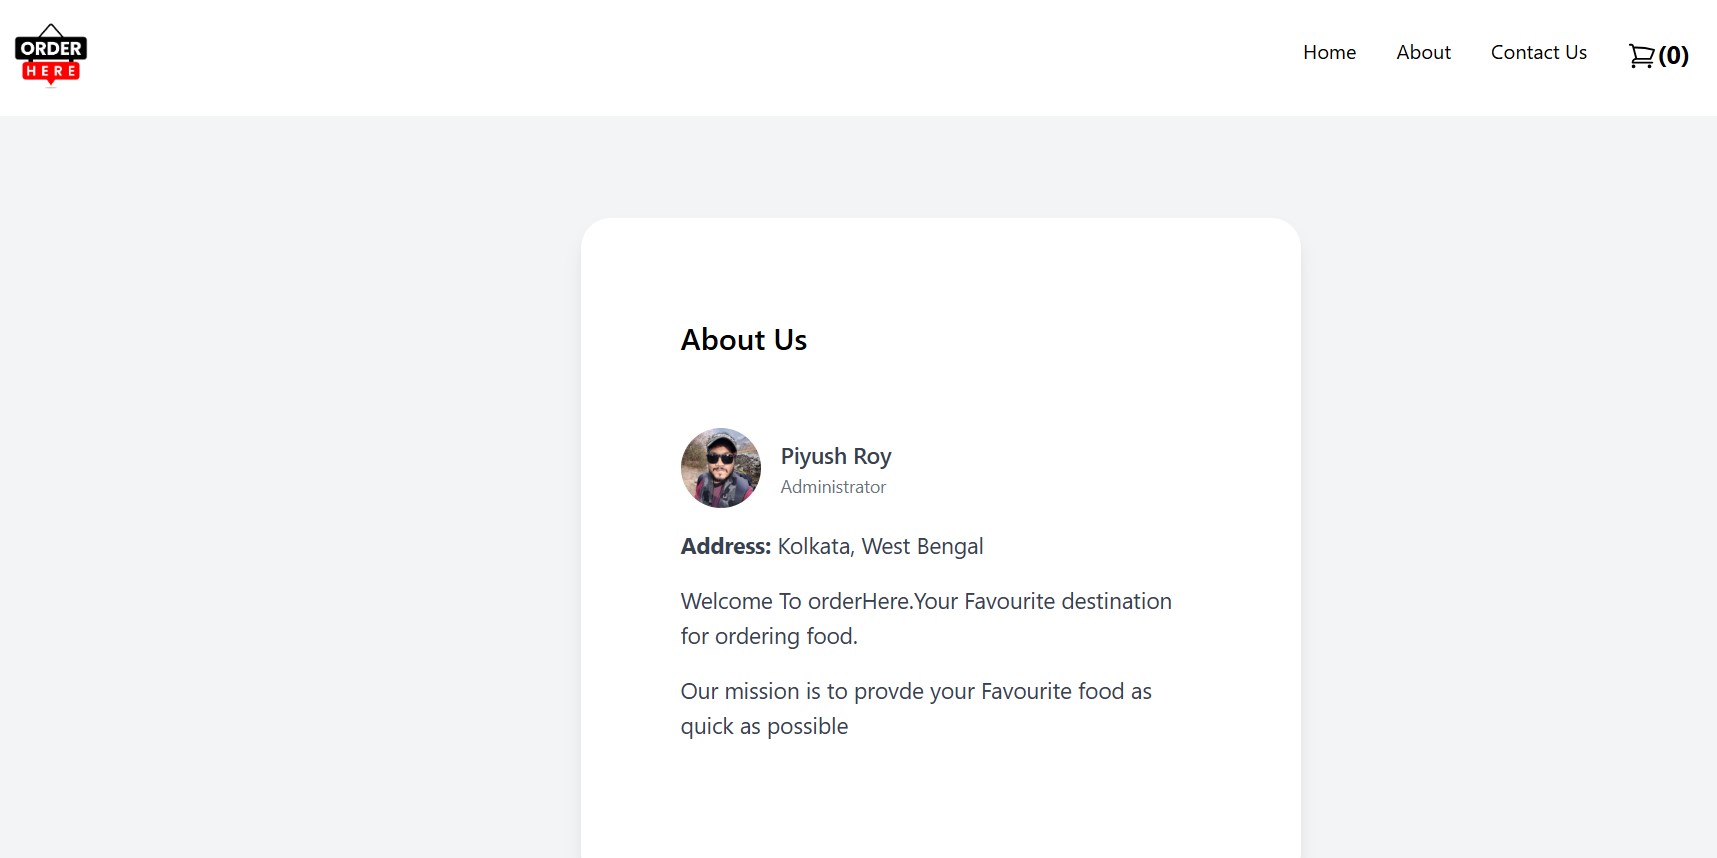 ORDER
HERE
Home About Contact Us (0)
About Us
Piyush Roy
Administrator
Address: Kolkata, West Bengal
Welcome To orderHere.Your Favourite destination
for ordering food.
Our mission is to provde your Favourite food as
quick as possible